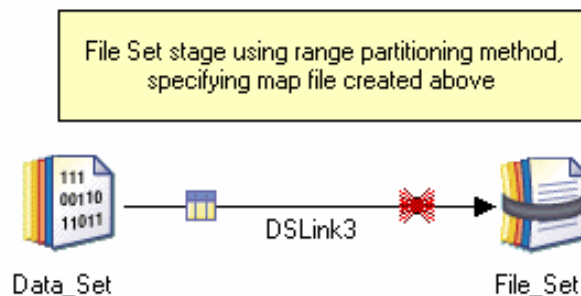 File Set stage using range partitioning method,
specifying map file created above
111
00110
11011
DSLink3
Data_Set
File_Set